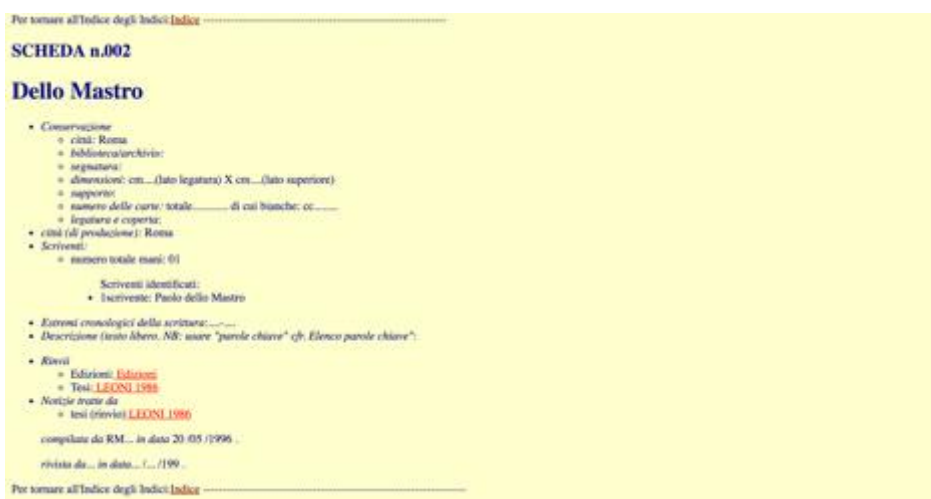 Per tornare all'Indice degli Indici:Indice ------------------------------------------------------------
SCHEDA n.002
Dello Mastro
Conservazione
città: Roma
biblioteca/archivio:
segnatura:
dimensioni: cm....(lato legatura) X cm....(lato superiore)
supporto:
numero delle carte: totale............. di cui bianche: cc.........
legatura e coperta:
città (di produzione): Roma
Scriventi:
numero totale mani: 01
Scriventi identificati:
1scrivente: Paolo dello Mastro
Estremi cronologici della scrittura:....-....
Descrizione (testo libero. NB: usare "parole chiave" cfr. Elenco parole chiave":
Rinvii
Edizioni: Edizioni
Tesi: LEONI 1986
Notizie tratte da
tesi (rinvio) LEONI 1986
compilata da RM... in data 20 /05 /1996 .
rivista da... in data... /... /199 .
Per tornare all'Indice degli Indici:Indice -----------------------------------------------------------------